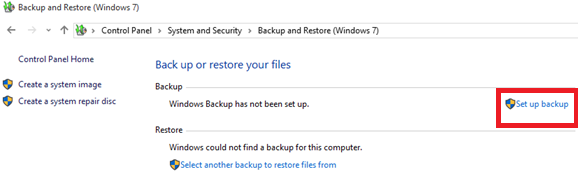 Backup and Restore (Windows 7)
Control Panel > System and Security > Backup and Restore (Windows 7)
Control Panel Home
Create a system image
Create a system repair disc
Back up or restore your files
Backup
Windows Backup has not been set up.
Set up backup
Restore
Windows could not find a backup for this computer.
Select another backup to restore files from